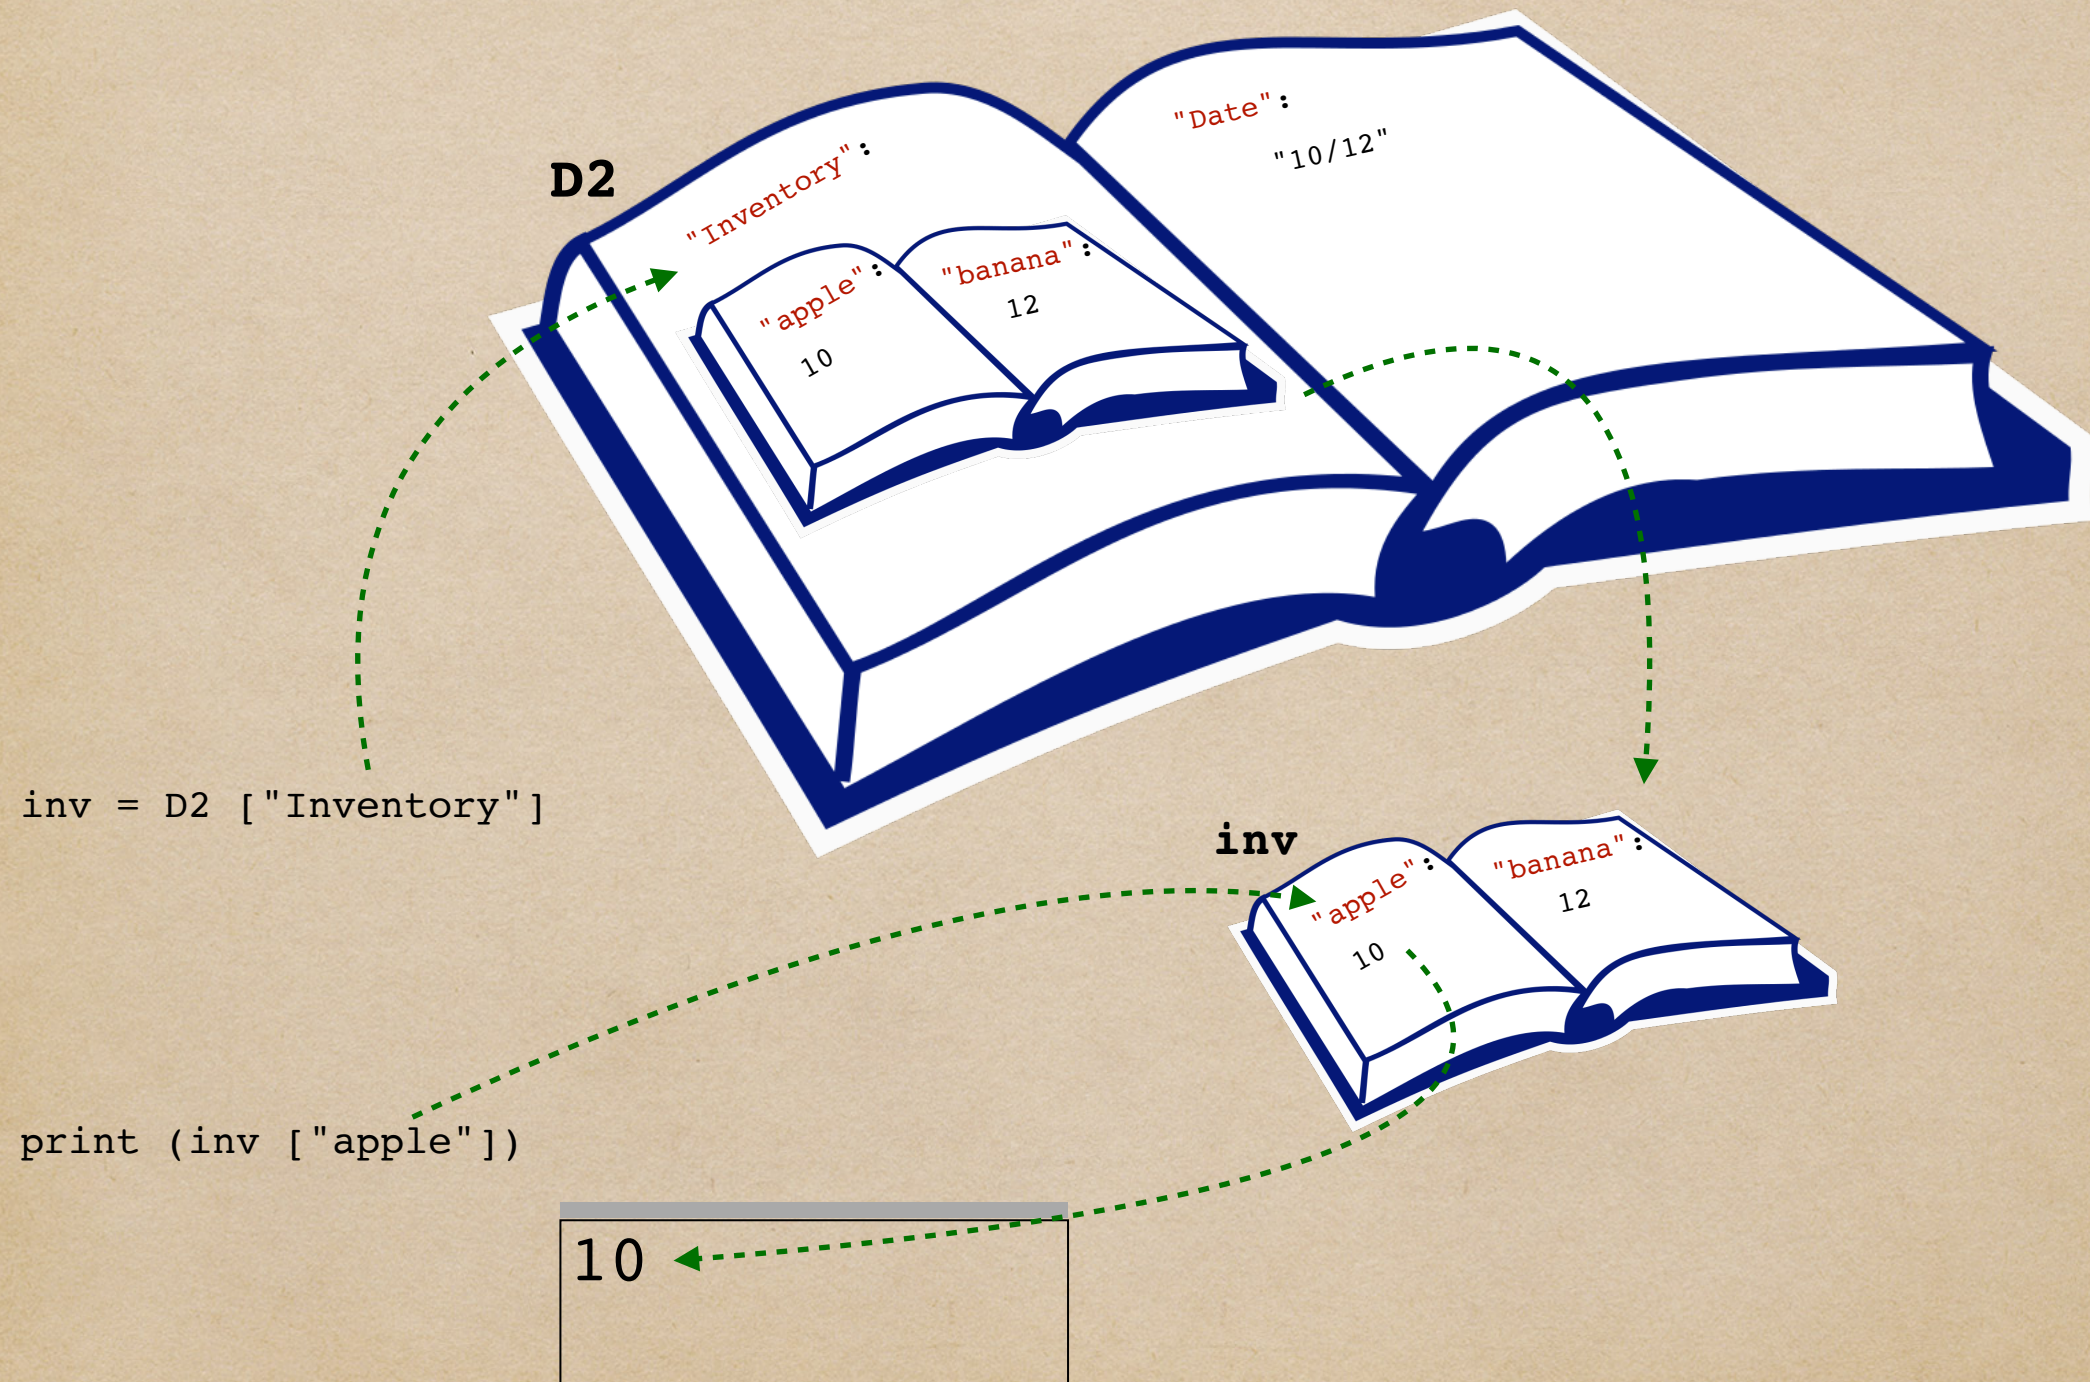 D2
"Inventory":
"apple":
10
"banana":
12
"Date":
"10/12"
inv = D2 ["Inventory"]
inv
"apple":
10
"banana":
12
print (inv ["apple"])
10